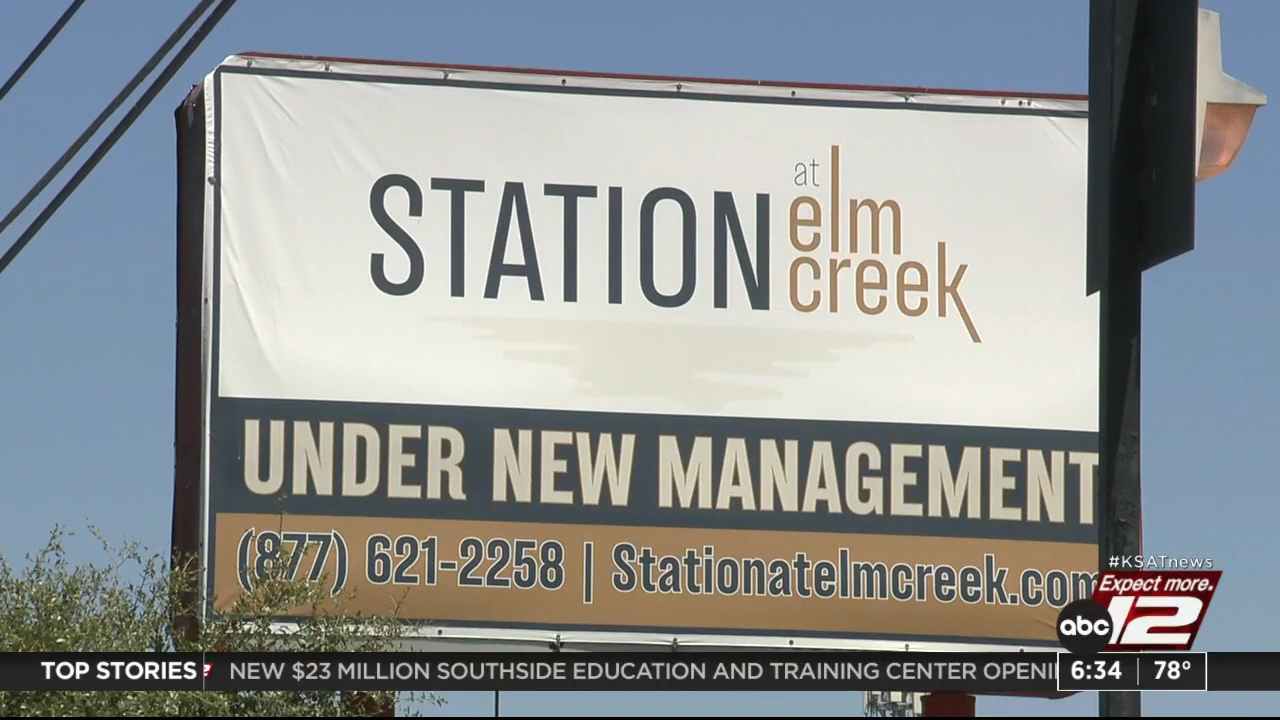 STATION at elm creek
UNDER NEW MANAGEMENT
(877) 621-2258 | Stationatelmcreek.com
#KSATnews
Expect more.
abc 12
TOP STORIES NEW $23 MILLION SOUTHSIDE EDUCATION AND TRAINING CENTER OPENI 6:34 78°